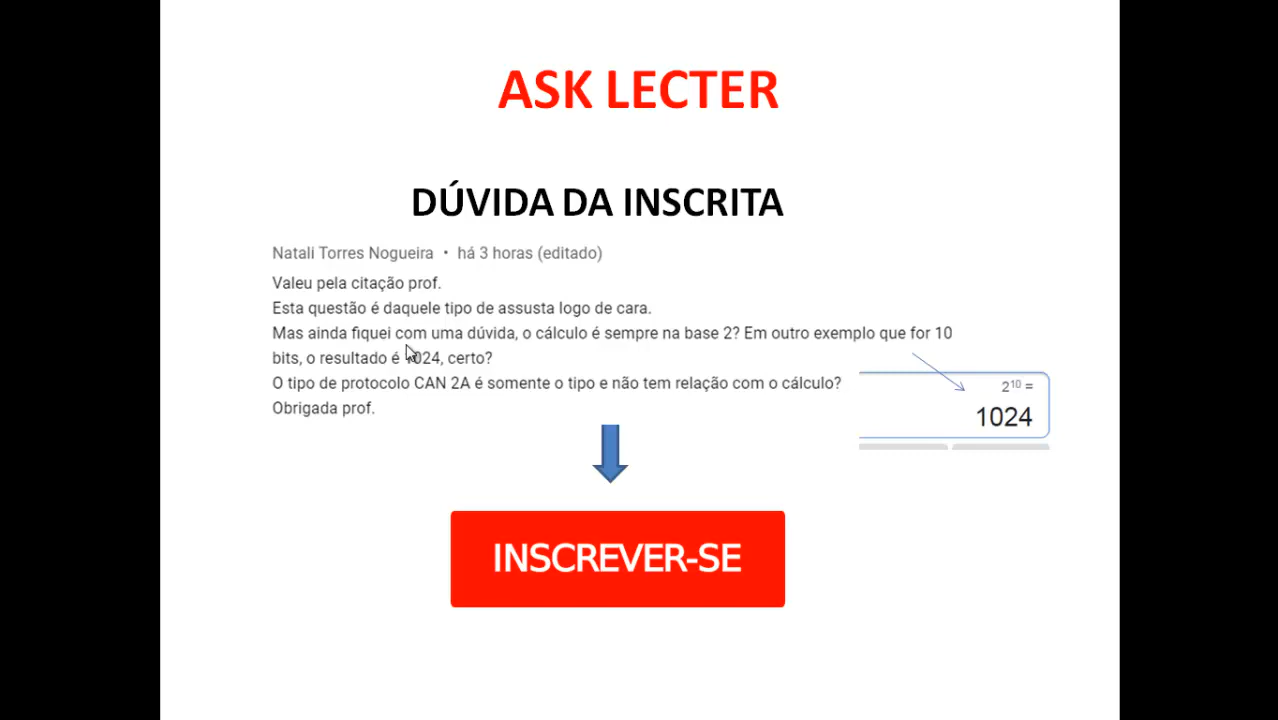 ASK LECTER
DÚVIDA DA INSCRITA
Natali Torres Nogueira • há 3 horas (editado)
Valeu pela citação prof.
Esta questão é daquele tipo de assusta logo de cara.
Mas ainda fiquei com uma dúvida, o cálculo é sempre na base 2? Em outro exemplo que for 10
bits, o resultado é 1024, certo?
O tipo de protocolo CAN 2A é somente o tipo e não tem relação com o cálculo?
Obrigada prof.
2¹⁰ =
1024
INSCREVER-SE